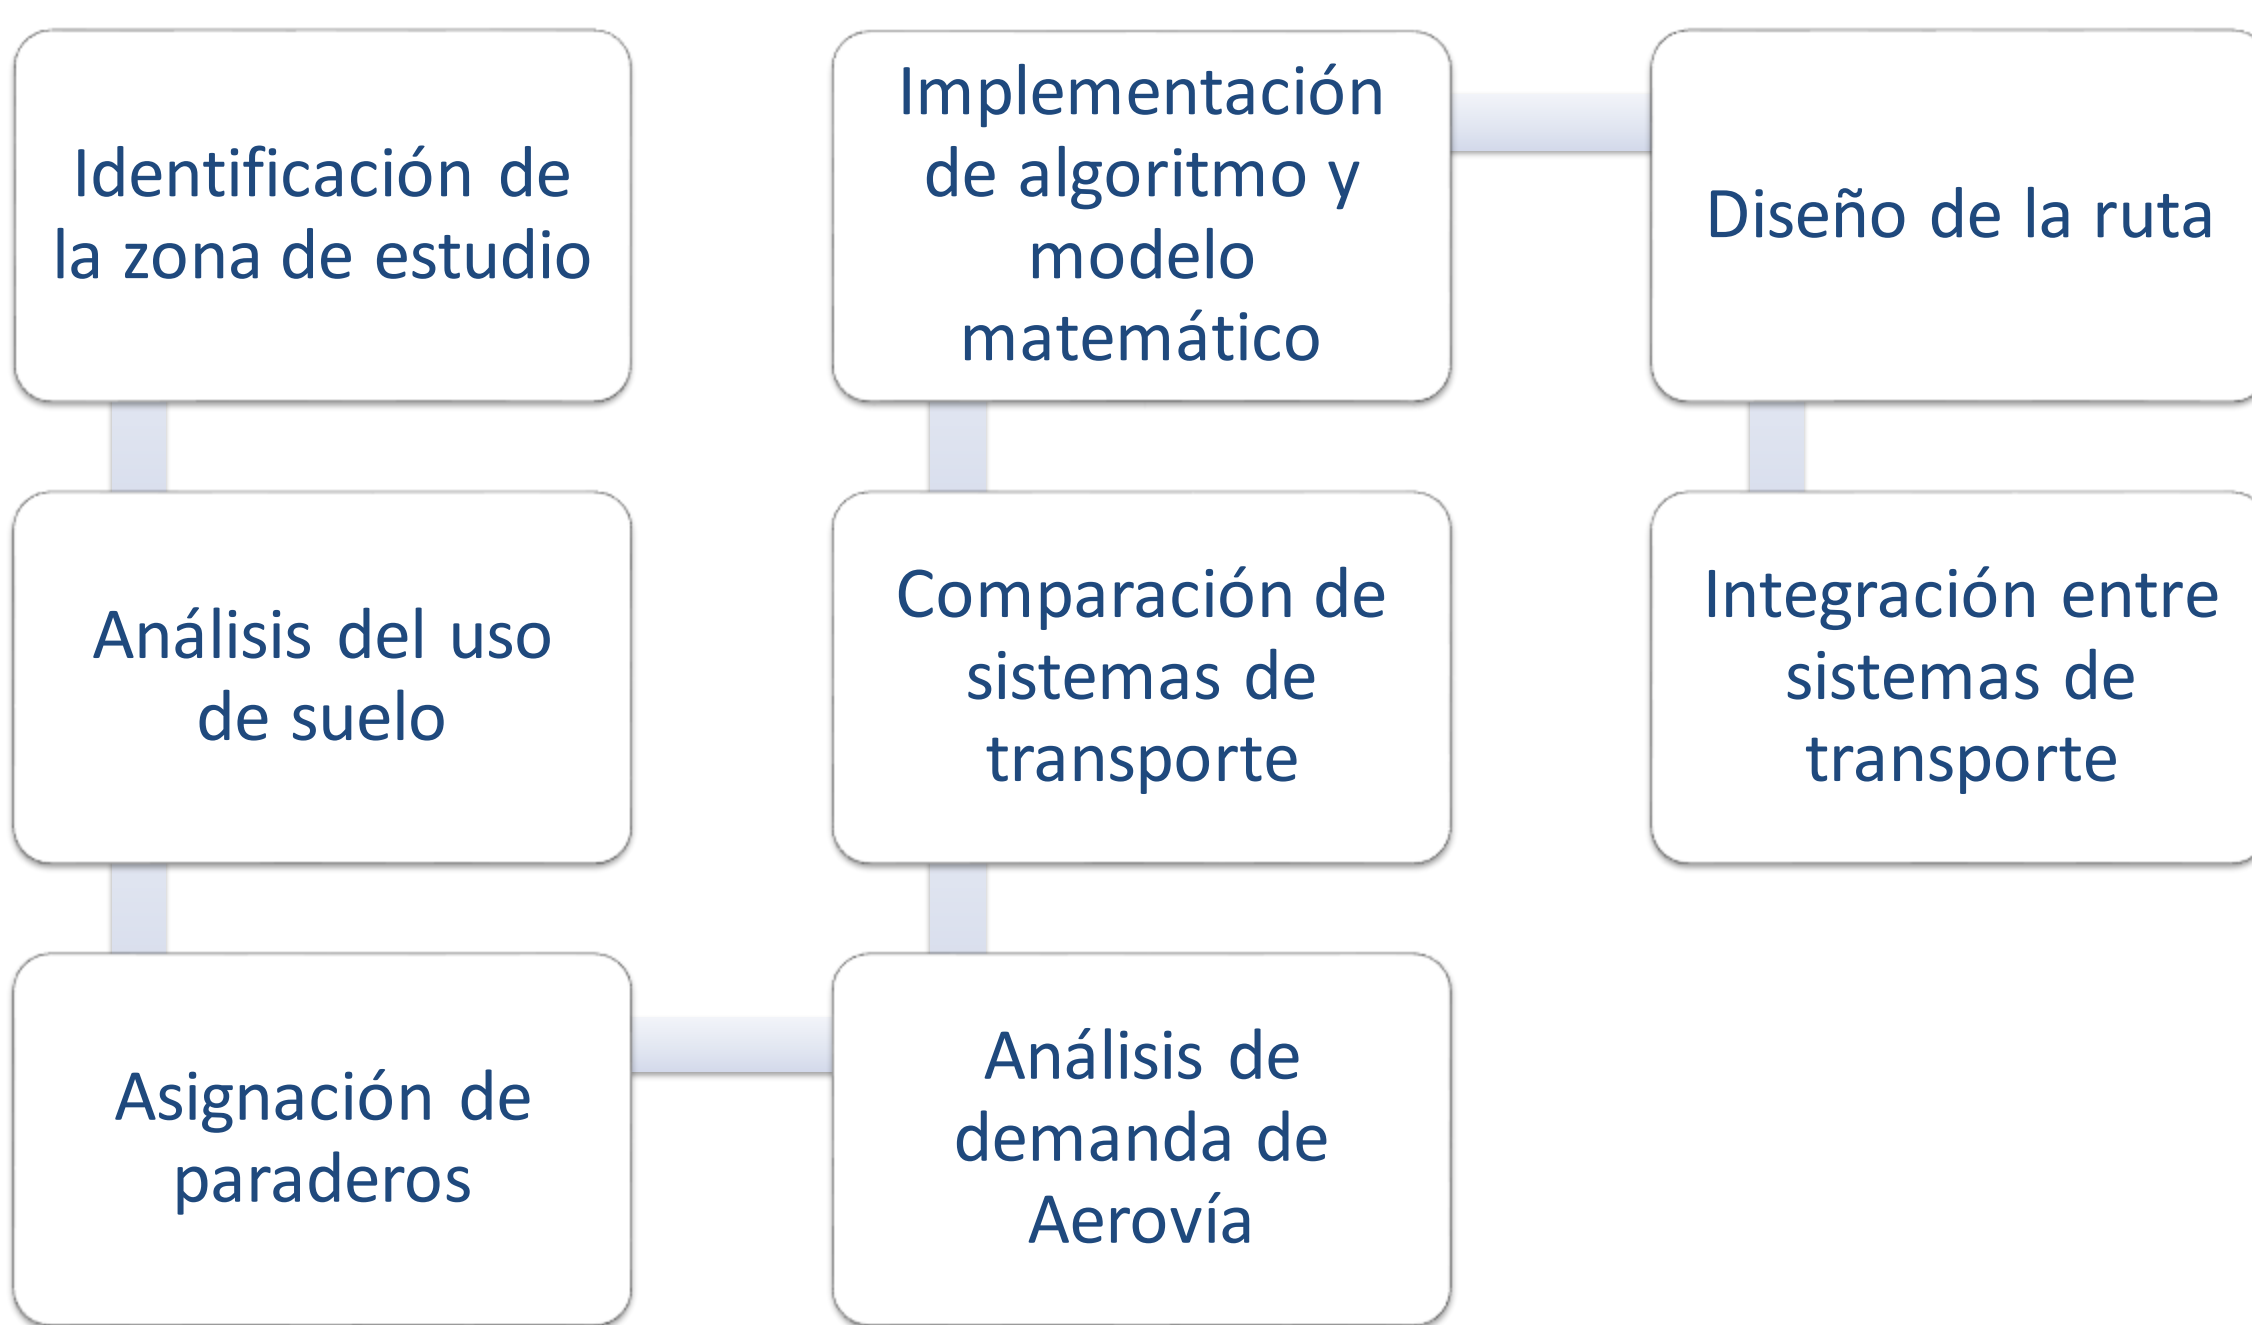 Identificación de
la zona de estudio
Análisis del uso
de suelo
Asignación de
paraderos
Análisis de
demanda de
Aerovía
Comparación de
sistemas de
transporte
Implementación
de algoritmo y
modelo
matemático
Diseño de la ruta
Integración entre
sistemas de
transporte